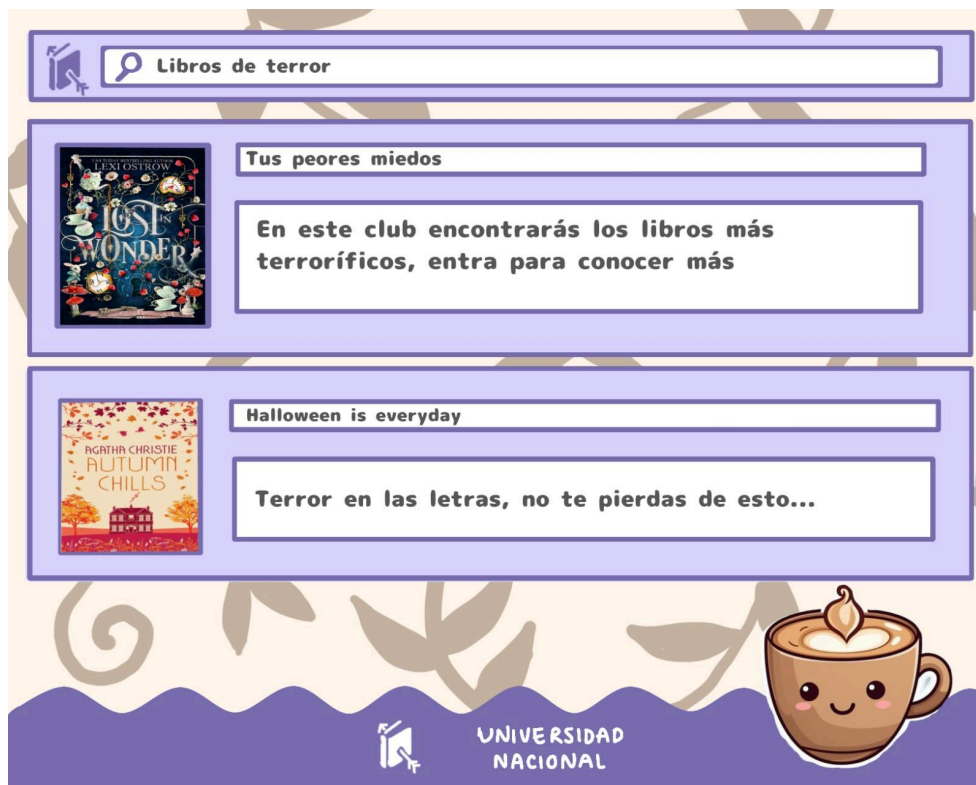 Libros de terror
USA TODAY BESTSELLING AUTHOR
LEXI OSTROW
LOST IN
WONDER
Tus peores miedos
En este club encontrarás los libros más
terroríficos, entra para conocer más
AGATHA CHRISTIE
AUTUMN
CHILLS
Halloween is everyday
Terror en las letras, no te pierdas de esto...
UNIVERSIDAD
NACIONAL